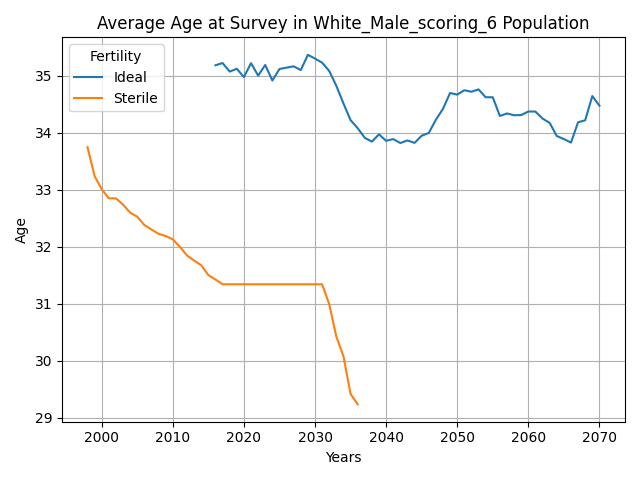 Average Age at Survey in White_Male_scoring_6 Population
Fertility
Ideal
Sterile
Age
35
34
33
32
31
30
29
2000 2010 2020 2030 2040 2050 2060 2070
Years